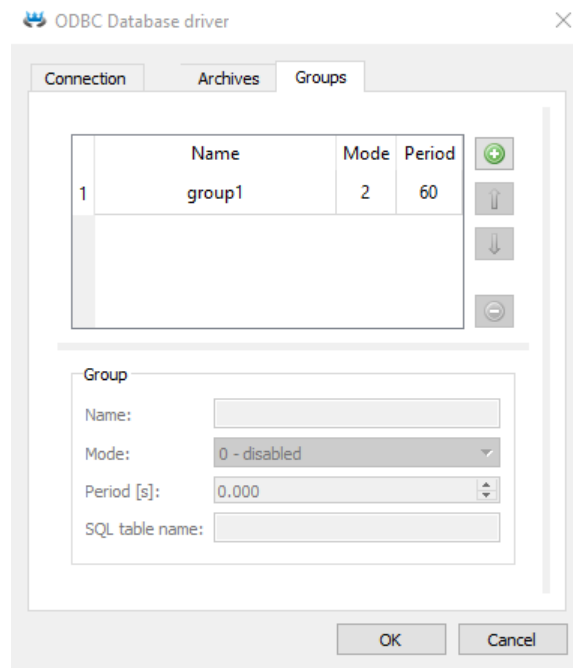 ODBC Database driver
Connection Archives Groups
Name Mode Period
1 group1 2 60
Group
Name:
Mode: 0 - disabled
Period [s]: 0.000
SQL table name:
OK Cancel